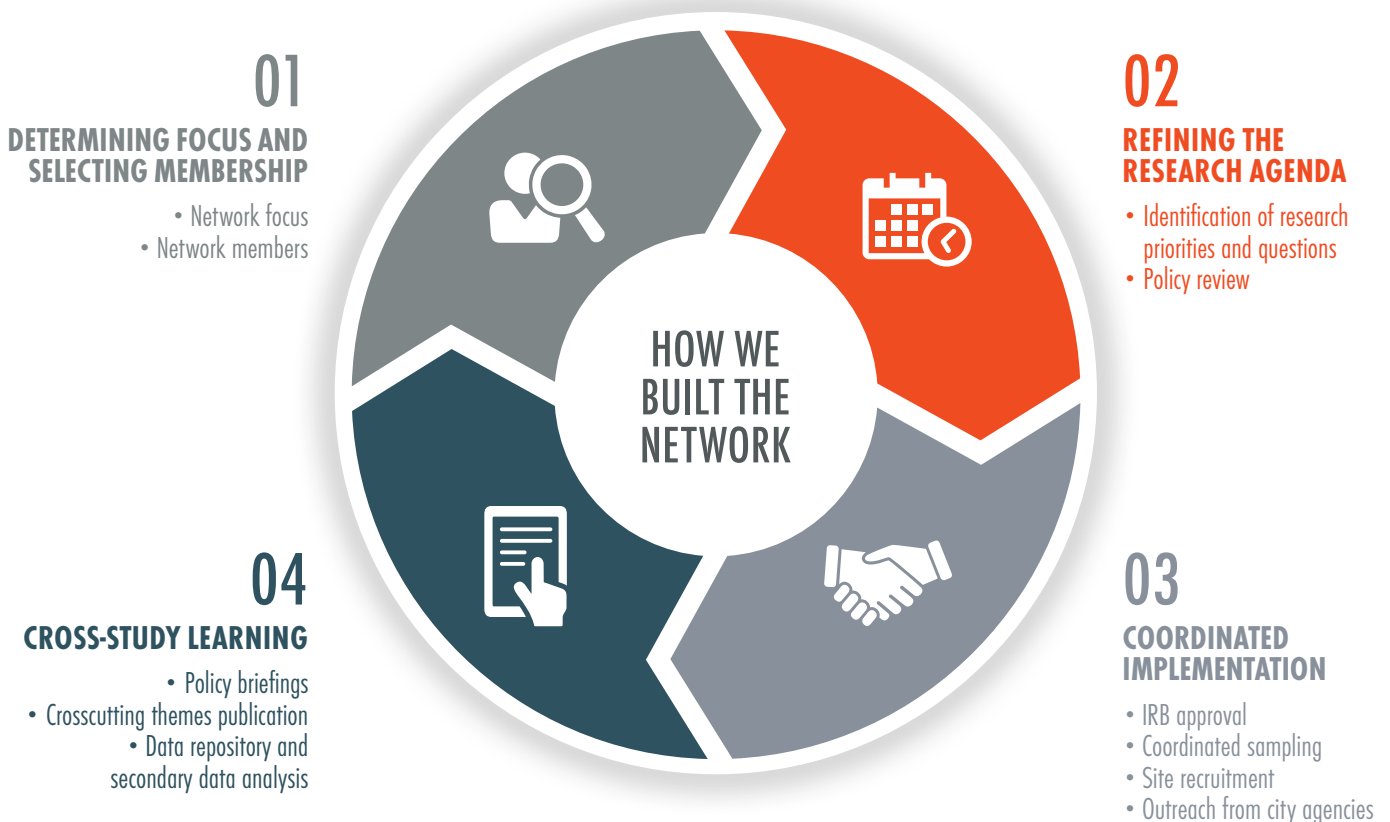 01
DETERMINING FOCUS AND
SELECTING MEMBERSHIP
• Network focus
• Network members
02
REFINING THE
RESEARCH AGENDA
• Identification of research
priorities and questions
• Policy review
HOW WE
BUILT THE
NETWORK
03
COORDINATED
IMPLEMENTATION
• IRB approval
• Coordinated sampling
• Site recruitment
• Outreach from city agencies
04
CROSS-STUDY LEARNING
• Policy briefings
• Crosscutting themes publication
• Data repository and
secondary data analysis